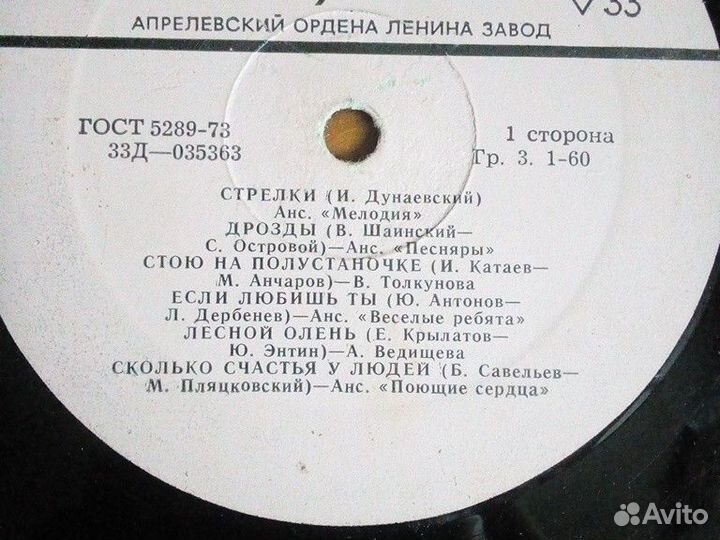 ▽ 33
АПРЕЛЕВСКИЙ ОРДЕНА ЛЕНИНА ЗАВОД
ГОСТ 5289-73
33Д—035363
1 сторона
Гр. 3. 1-60
СТРЕЛКИ (И. Дунаевский)
Анс. «Мелодия»
ДРОЗДЫ (В. Шаинский—
С. Островой)—Анс. «Песняры»
СТОЮ НА ПОЛУСТАНОЧКЕ (И. Катаев—
М. Анчаров)—В. Толкунова
ЕСЛИ ЛЮБИШЬ ТЫ (Ю. Антонов—
Л. Дербенев)—Анс. «Веселые ребята»
ЛЕСНОЙ ОЛЕНЬ (Е. Крылатов—
Ю. Энтин)—А. Ведищева
СКОЛЬКО СЧАСТЬЯ У ЛЮДЕЙ (Б. Савельев—
М. Пляцковский)—Анс. «Поющие сердца»
Avito